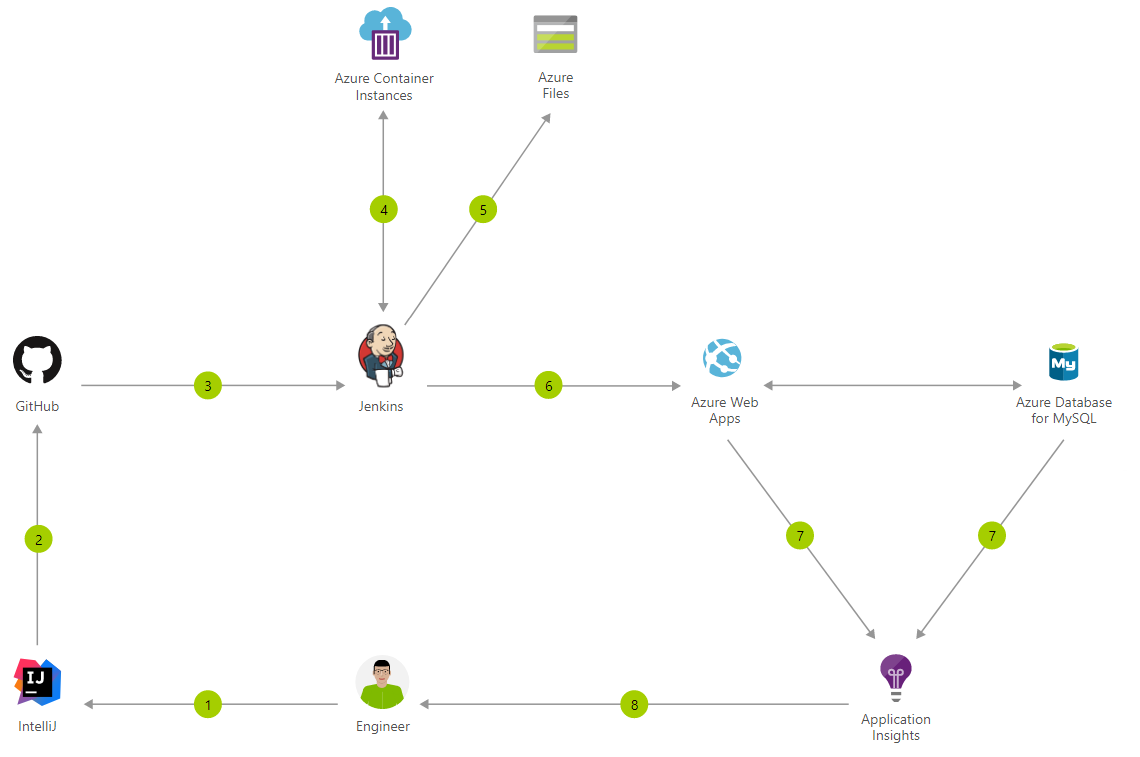 Azure Container
Instances
Azure
Files
4
5
GitHub
3
Jenkins
6
Azure Web
Apps
My
Azure Database
for MySQL
2
7
7
IJ
IntelliJ
1
Engineer
8
Application
Insights